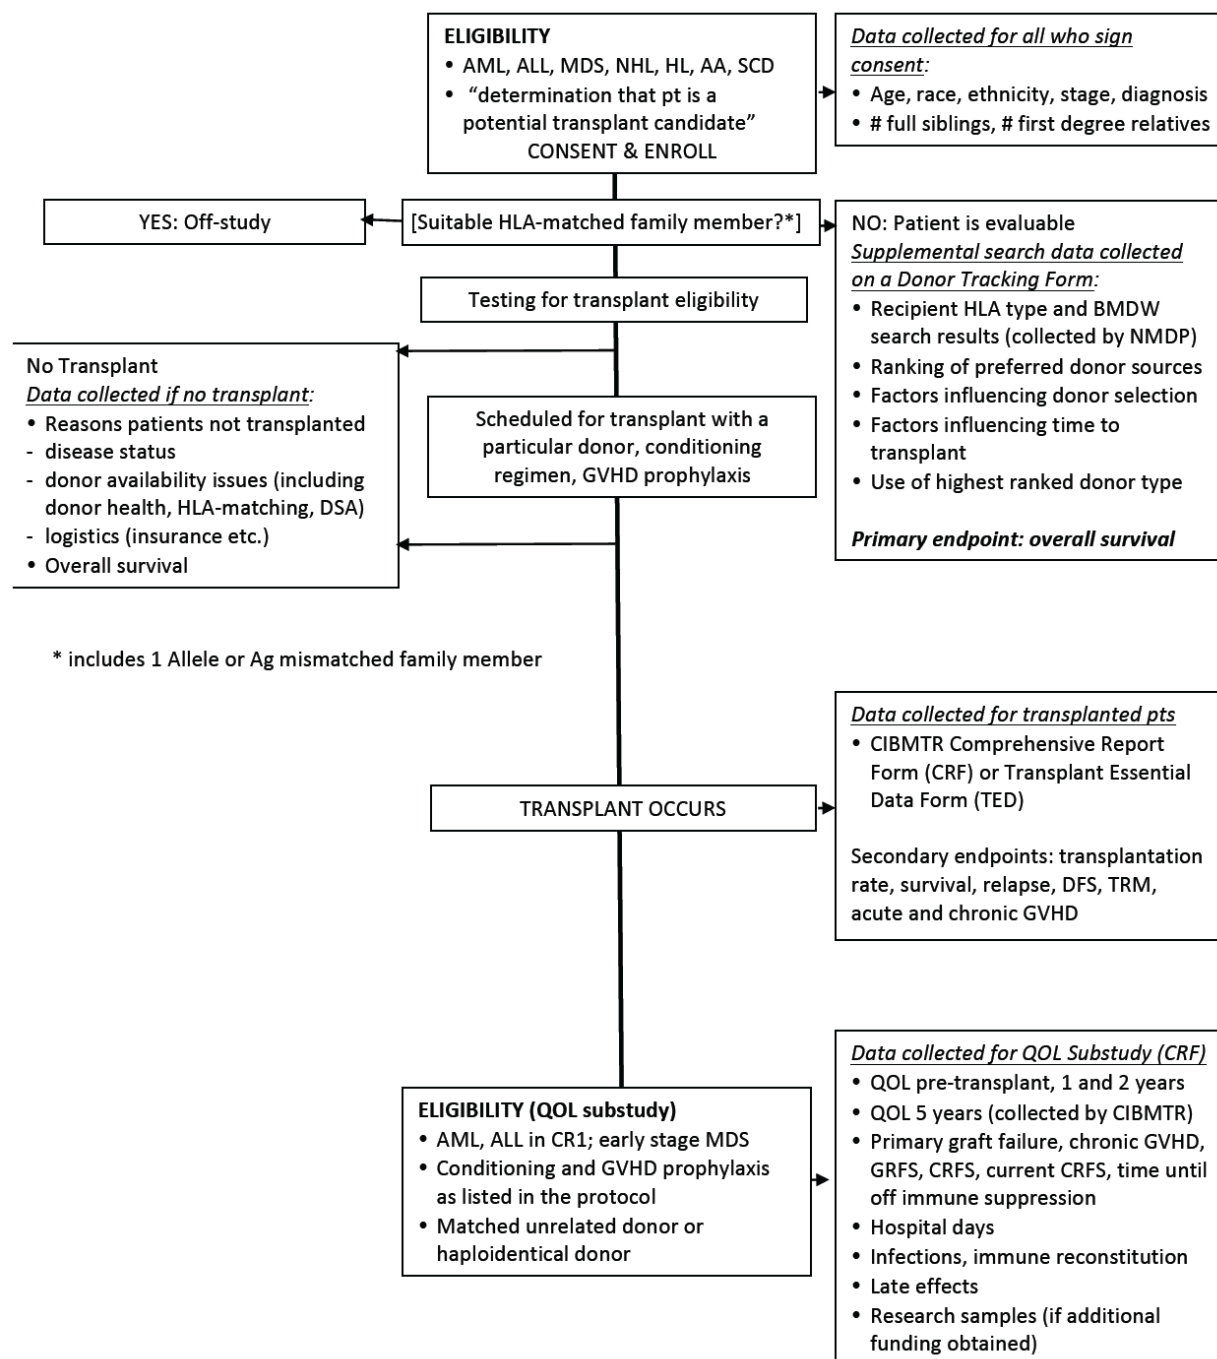 ELIGIBILITY
• AML, ALL, MDS, NHL, HL, AA, SCD
• “determination that pt is a
potential transplant candidate”
CONSENT & ENROLL
Data collected for all who sign
consent:
• Age, race, ethnicity, stage, diagnosis
• # full siblings, # first degree relatives
YES: Off-study
[Suitable HLA-matched family member?*]
NO: Patient is evaluable
Supplemental search data collected
on a Donor Tracking Form:
• Recipient HLA type and BMDW
search results (collected by NMDP)
• Ranking of preferred donor sources
• Factors influencing donor selection
• Factors influencing time to
transplant
• Use of highest ranked donor type
Primary endpoint: overall survival
Testing for transplant eligibility
No Transplant
Data collected if no transplant:
• Reasons patients not transplanted
- disease status
- donor availability issues (including
donor health, HLA-matching, DSA)
- logistics (insurance etc.)
• Overall survival
Scheduled for transplant with a
particular donor, conditioning
regimen, GVHD prophylaxis
* includes 1 Allele or Ag mismatched family member
TRANSPLANT OCCURS
Data collected for transplanted pts
• CIBMTR Comprehensive Report
Form (CRF) or Transplant Essential
Data Form (TED)
Secondary endpoints: transplantation
rate, survival, relapse, DFS, TRM,
acute and chronic GVHD
ELIGIBILITY (QOL substudy)
• AML, ALL in CR1; early stage MDS
• Conditioning and GVHD prophylaxis
as listed in the protocol
• Matched unrelated donor or
haploidentical donor
Data collected for QOL Substudy (CRF)
• QOL pre-transplant, 1 and 2 years
• QOL 5 years (collected by CIBMTR)
• Primary graft failure, chronic GVHD,
GRFS, CRFS, current CRFS, time until
off immune suppression
• Hospital days
• Infections, immune reconstitution
• Late effects
• Research samples (if additional
funding obtained)